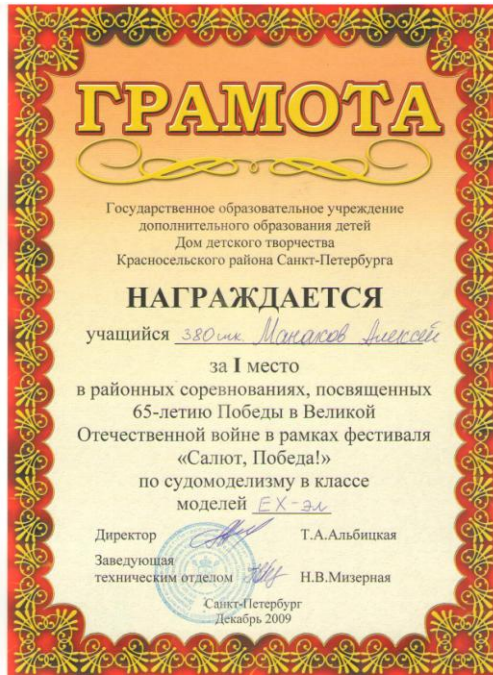 ГРАМОТА
Государственное образовательное учреждение
дополнительного образования детей
Дом детского творчества
Красносельского района Санкт-Петербурга
НАГРАЖДАЕТСЯ
учащийся 380 шк. Манаков Алексей
за I место
в районных соревнованиях, посвященных
65-летию Победы в Великой
Отечественной войне в рамках фестиваля
«Салют, Победа!»
по судомоделизму в классе
моделей ЕХ-эл
Директор Т.А.Альбицкая
Заведующая
техническим отделом Н.В.Мизерная
Санкт-Петербург
Декабрь 2009